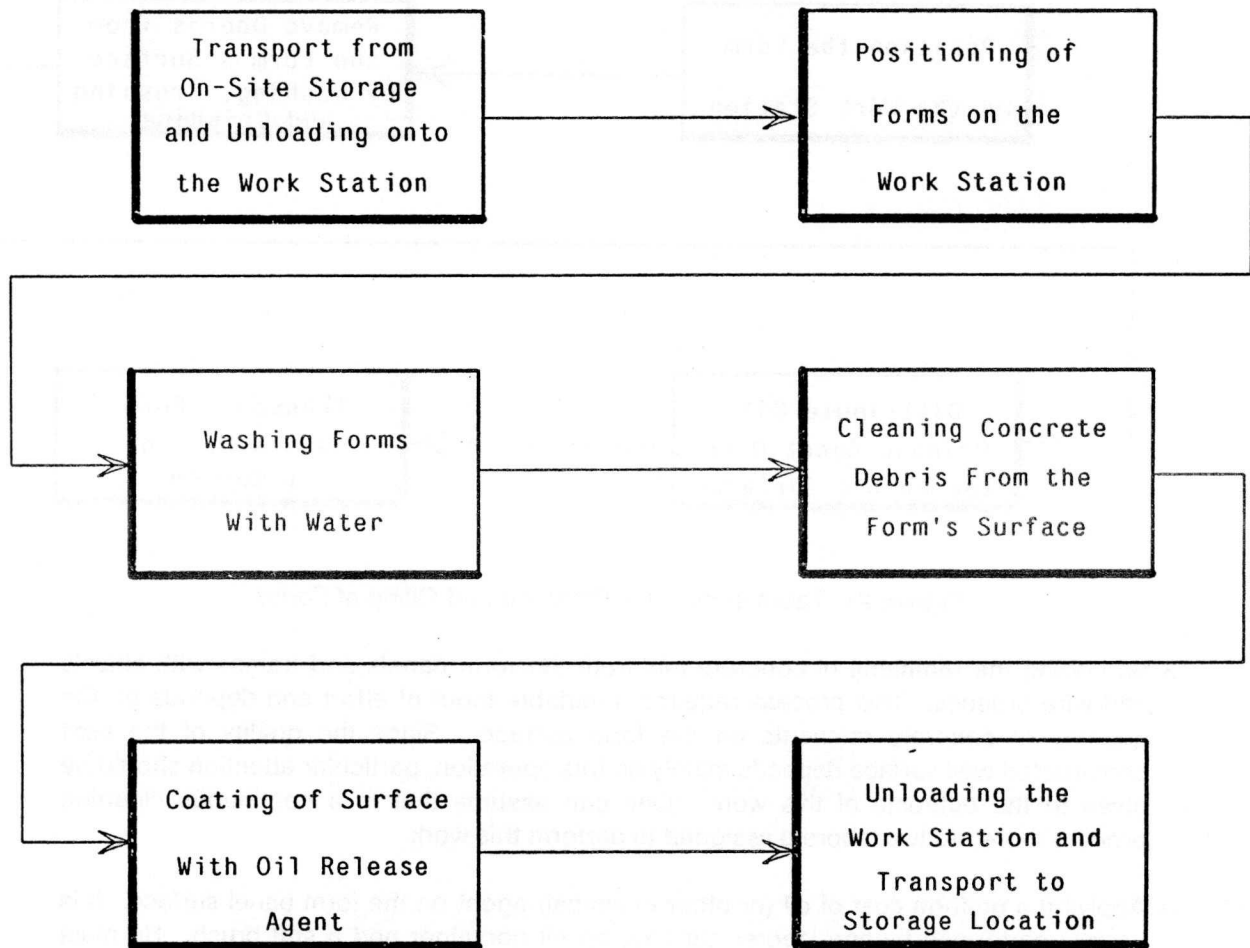 Transport from
On-Site Storage
and Unloading onto
the Work Station
Positioning of
Forms on the
Work Station
Washing Forms
With Water
Cleaning Concrete
Debris From the
Form's Surface
Coating of Surface
With Oil Release
Agent
Unloading the
Work Station and
Transport to
Storage Location